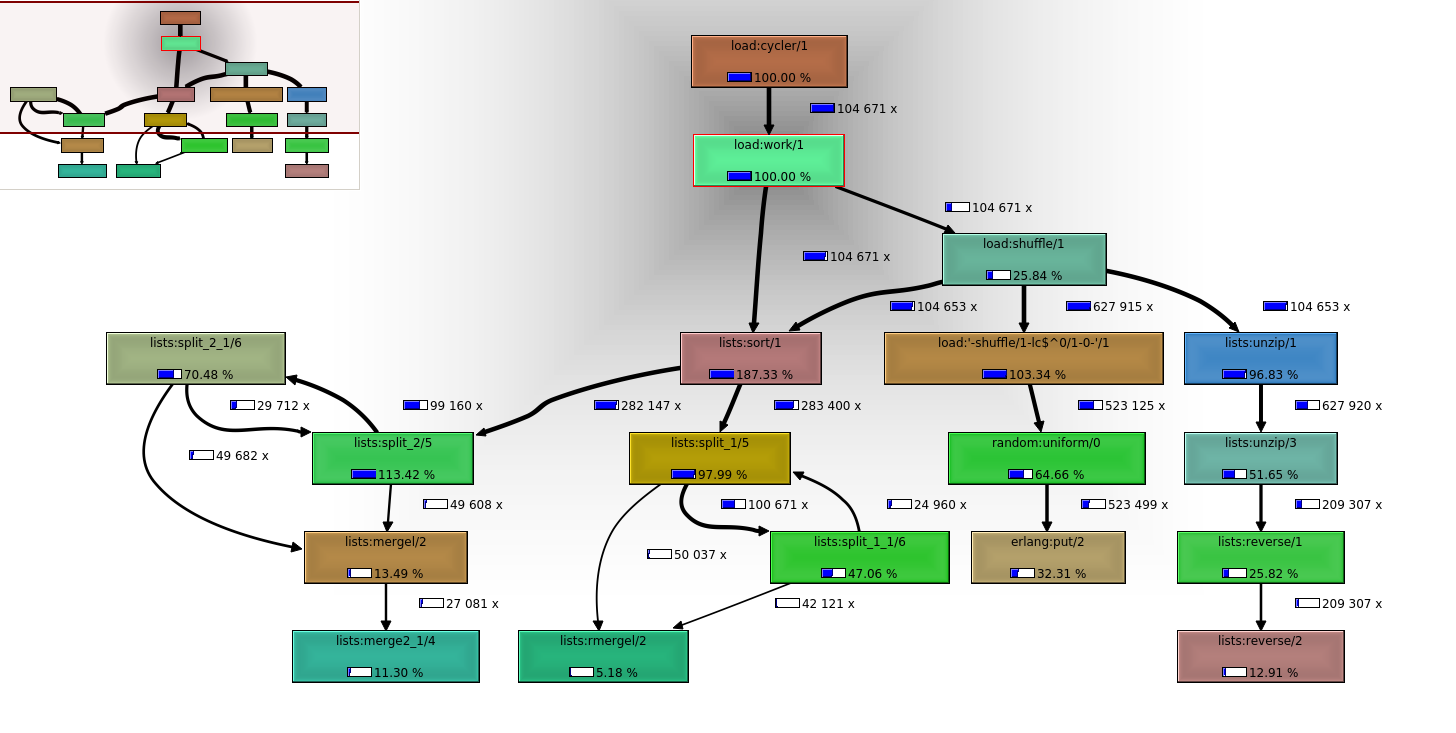 load:cycler/1
100.00 %
104 671 x
load:work/1
100.00 %
104 671 x
104 671 x
load:shuffle/1
25.84 %
104 653 x
627 915 x
104 653 x
lists:split_2_1/6
70.48 %
lists:sort/1
187.33 %
load:'-shuffle/1-lc$^0/1-0-'/1
103.34 %
lists:unzip/1
96.83 %
29 712 x
99 160 x
282 147 x
283 400 x
523 125 x
627 920 x
49 682 x
lists:split_2/5
113.42 %
lists:split_1/5
97.99 %
random:uniform/0
64.66 %
lists:unzip/3
51.65 %
49 608 x
100 671 x
24 960 x
523 499 x
209 307 x
50 037 x
lists:mergel/2
13.49 %
lists:split_1_1/6
47.06 %
erlang:put/2
32.31 %
lists:reverse/1
25.82 %
27 081 x
42 121 x
209 307 x
lists:merge2_1/4
11.30 %
lists:rmergel/2
5.18 %
lists:reverse/2
12.91 %